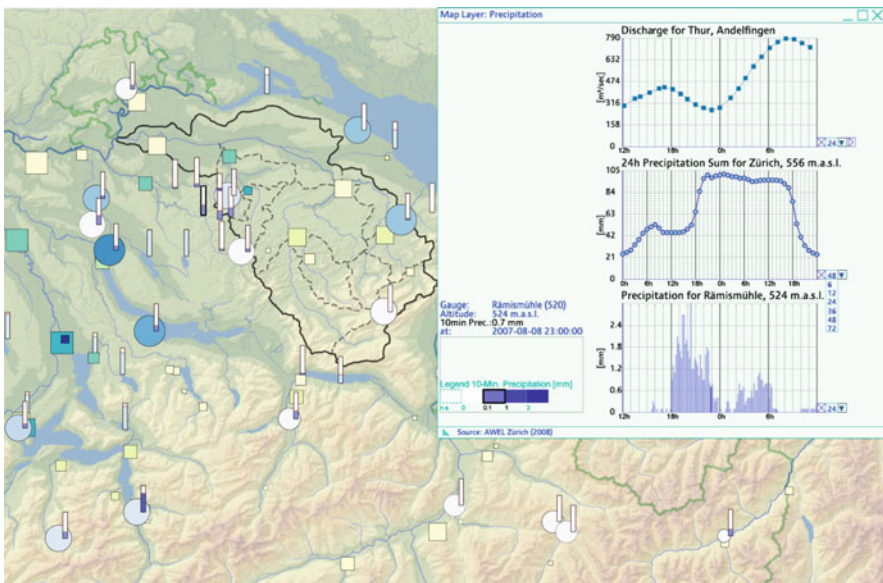 Map Layer: Precipitation
Discharge for Thur, Andelfingen
790
632
474
316
158
0
[m³/sec]
12h 18h 0h 6h
24
24h Precipitation Sum for Zürich, 556 m.a.s.l.
105
84
63
42
21
0
[mm]
0h 6h 12h 18h 0h 6h 12h 18h
48
6
12
24
36
48
72
Precipitation for Rämismühle, 524 m.a.s.l.
2.4
1.8
1.2
0.6
0
[mm]
12h 18h 0h 6h
24
Gauge: Rämismühle (520)
Altitude: 524 m.a.s.l.
10min Prec.:0.7 mm
at: 2007-08-08 23:00:00
Legend 10-Min. Precipitation [mm]
0 0.1 1 2
Source: AWEL Zürich (2008)